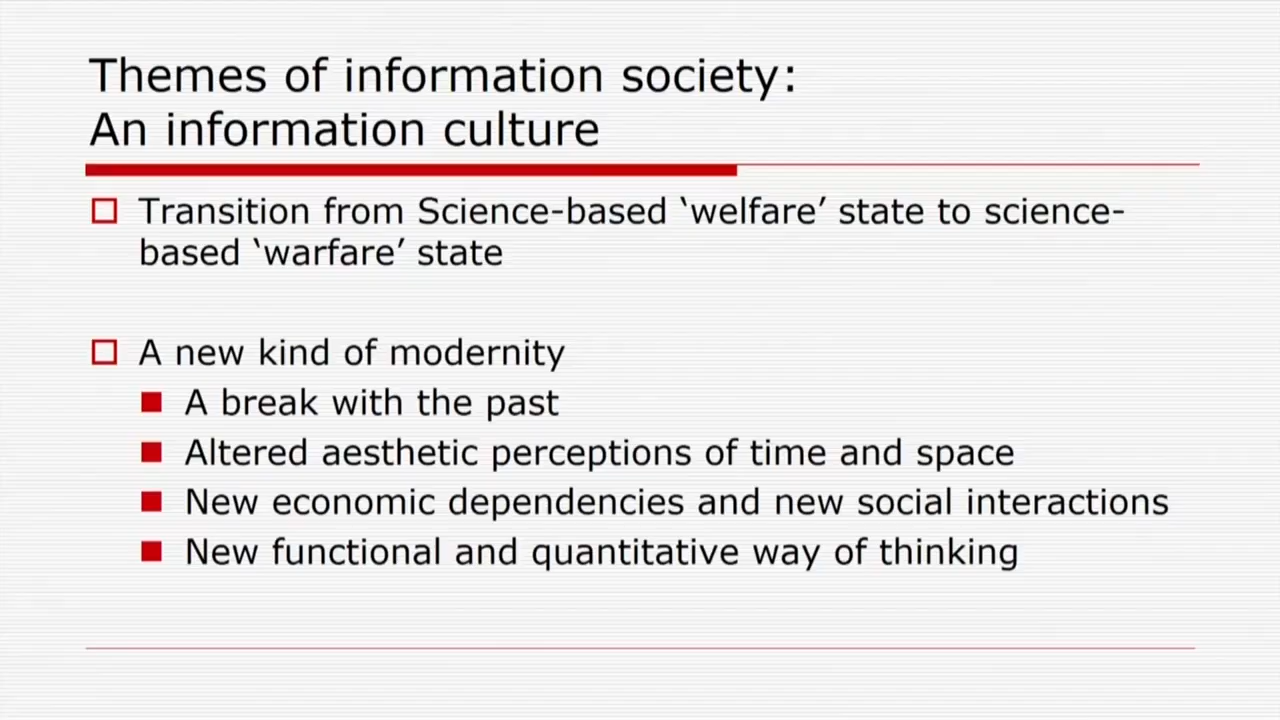 Themes of information society:
An information culture
Transition from Science-based ‘welfare’ state to science-
based ‘warfare’ state
A new kind of modernity
A break with the past
Altered aesthetic perceptions of time and space
New economic dependencies and new social interactions
New functional and quantitative way of thinking